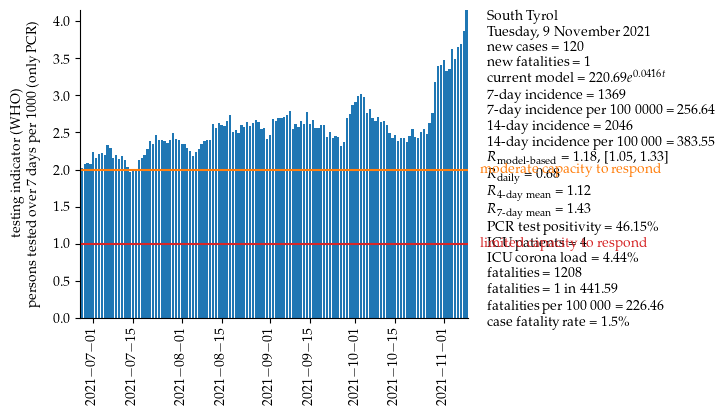 testing indicator (WHO)
persons tested over 7 days per 1000 (only PCR)
4.0
3.5
3.0
2.5
2.0
1.5
1.0
0.5
0.0
2021−07−01
2021−07−15
2021−08−01
2021−08−15
2021−09−01
2021−09−15
2021−10−01
2021−10−15
2021−11−01
South Tyrol
Tuesday, 9 November 2021
new cases = 120
new fatalities = 1
current model = 220.69e^0.0416t
7-day incidence = 1369
7-day incidence per 100 0000 = 256.64
14-day incidence = 2046
14-day incidence per 100 000 = 383.55
R model-based = 1.18, [1.05, 1.33]
moderate capacity to respond
R daily = 0.68
R 4-day mean = 1.12
R 7-day mean = 1.43
PCR test positivity = 46.15%
ICU patients = 4
limited capacity to respond
ICU corona load = 4.44%
fatalities = 1208
fatalities = 1 in 441.59
fatalities per 100 000 = 226.46
case fatality rate = 1.5%